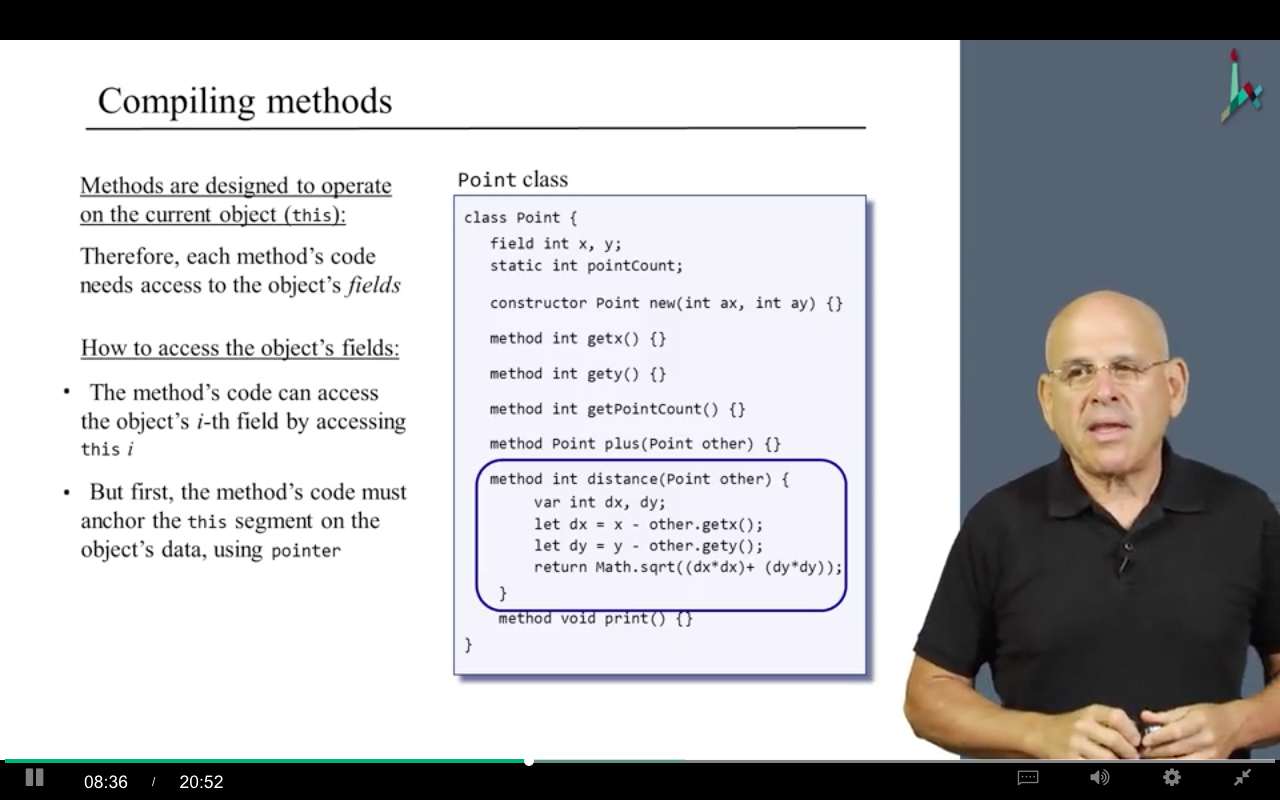 Compiling methods
Methods are designed to operate
on the current object (this):
Therefore, each method's code
needs access to the object's fields
How to access the object's fields:
• The method's code can access
the object's i-th field by accessing
this i
• But first, the method's code must
anchor the this segment on the
object's data, using pointer
Point class
class Point {
field int x, y;
static int pointCount;
constructor Point new(int ax, int ay) {}
method int getx() {}
method int gety() {}
method int getPointCount() {}
method Point plus(Point other) {}
method int distance(Point other) {
var int dx, dy;
let dx = x - other.getx();
let dy = y - other.gety();
return Math.sqrt((dx*dx)+ (dy*dy));
}
method void print() {}
}
08:36 / 20:52